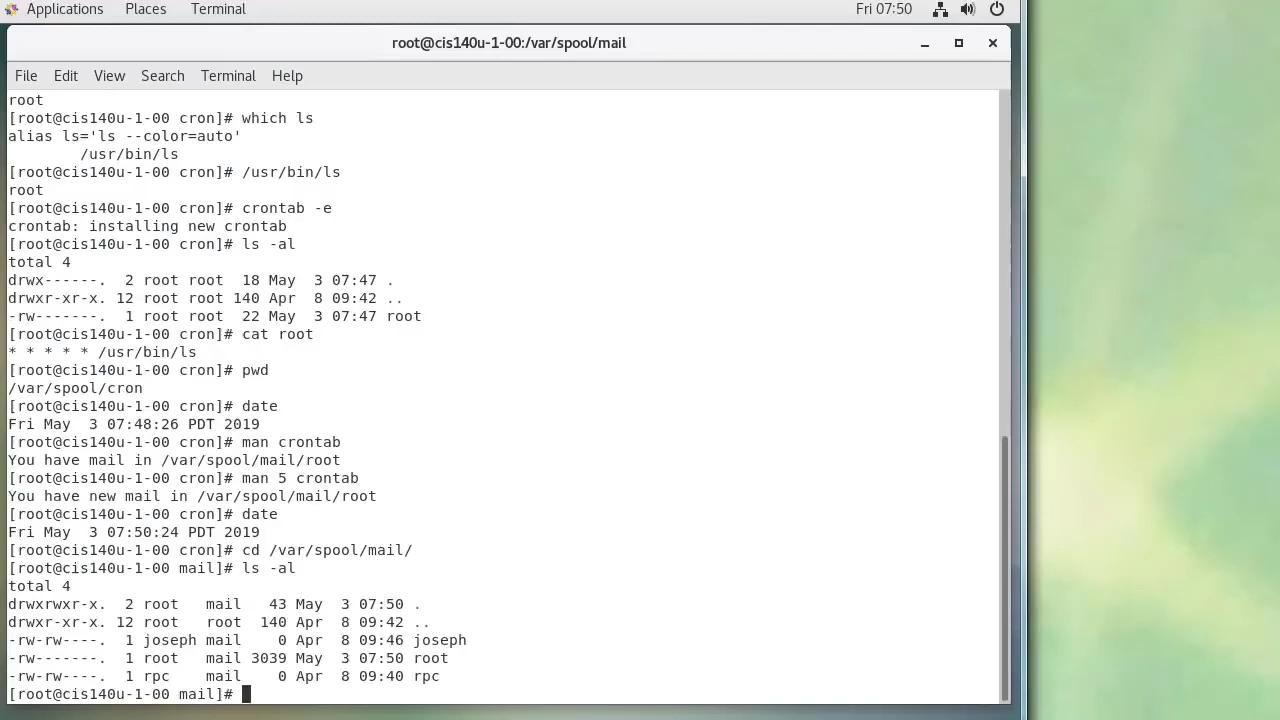 Applications Places Terminal Fri 07:50
root@cis140u-1-00:/var/spool/mail
File Edit View Search Terminal Help
root
[root@cis140u-1-00 cron]# which ls
alias ls='ls --color=auto'
        /usr/bin/ls
[root@cis140u-1-00 cron]# /usr/bin/ls
root
[root@cis140u-1-00 cron]# crontab -e
crontab: installing new crontab
[root@cis140u-1-00 cron]# ls -al
total 4
drwx------.  2 root root  18 May  3 07:47 .
drwxr-xr-x. 12 root root 140 Apr  8 09:42 ..
-rw-------.  1 root root  22 May  3 07:47 root
[root@cis140u-1-00 cron]# cat root
* * * * * /usr/bin/ls
[root@cis140u-1-00 cron]# pwd
/var/spool/cron
[root@cis140u-1-00 cron]# date
Fri May  3 07:48:26 PDT 2019
[root@cis140u-1-00 cron]# man crontab
You have mail in /var/spool/mail/root
[root@cis140u-1-00 cron]# man 5 crontab
You have new mail in /var/spool/mail/root
[root@cis140u-1-00 cron]# date
Fri May  3 07:50:24 PDT 2019
[root@cis140u-1-00 cron]# cd /var/spool/mail/
[root@cis140u-1-00 mail]# ls -al
total 4
drwxrwxr-x.  2 root   mail   43 May  3 07:50 .
drwxr-xr-x. 12 root   root  140 Apr  8 09:42 ..
-rw-rw----.  1 joseph mail    0 Apr  8 09:46 joseph
-rw-------.  1 root   mail 3039 May  3 07:50 root
-rw-rw----.  1 rpc    mail    0 Apr  8 09:40 rpc
[root@cis140u-1-00 mail]#